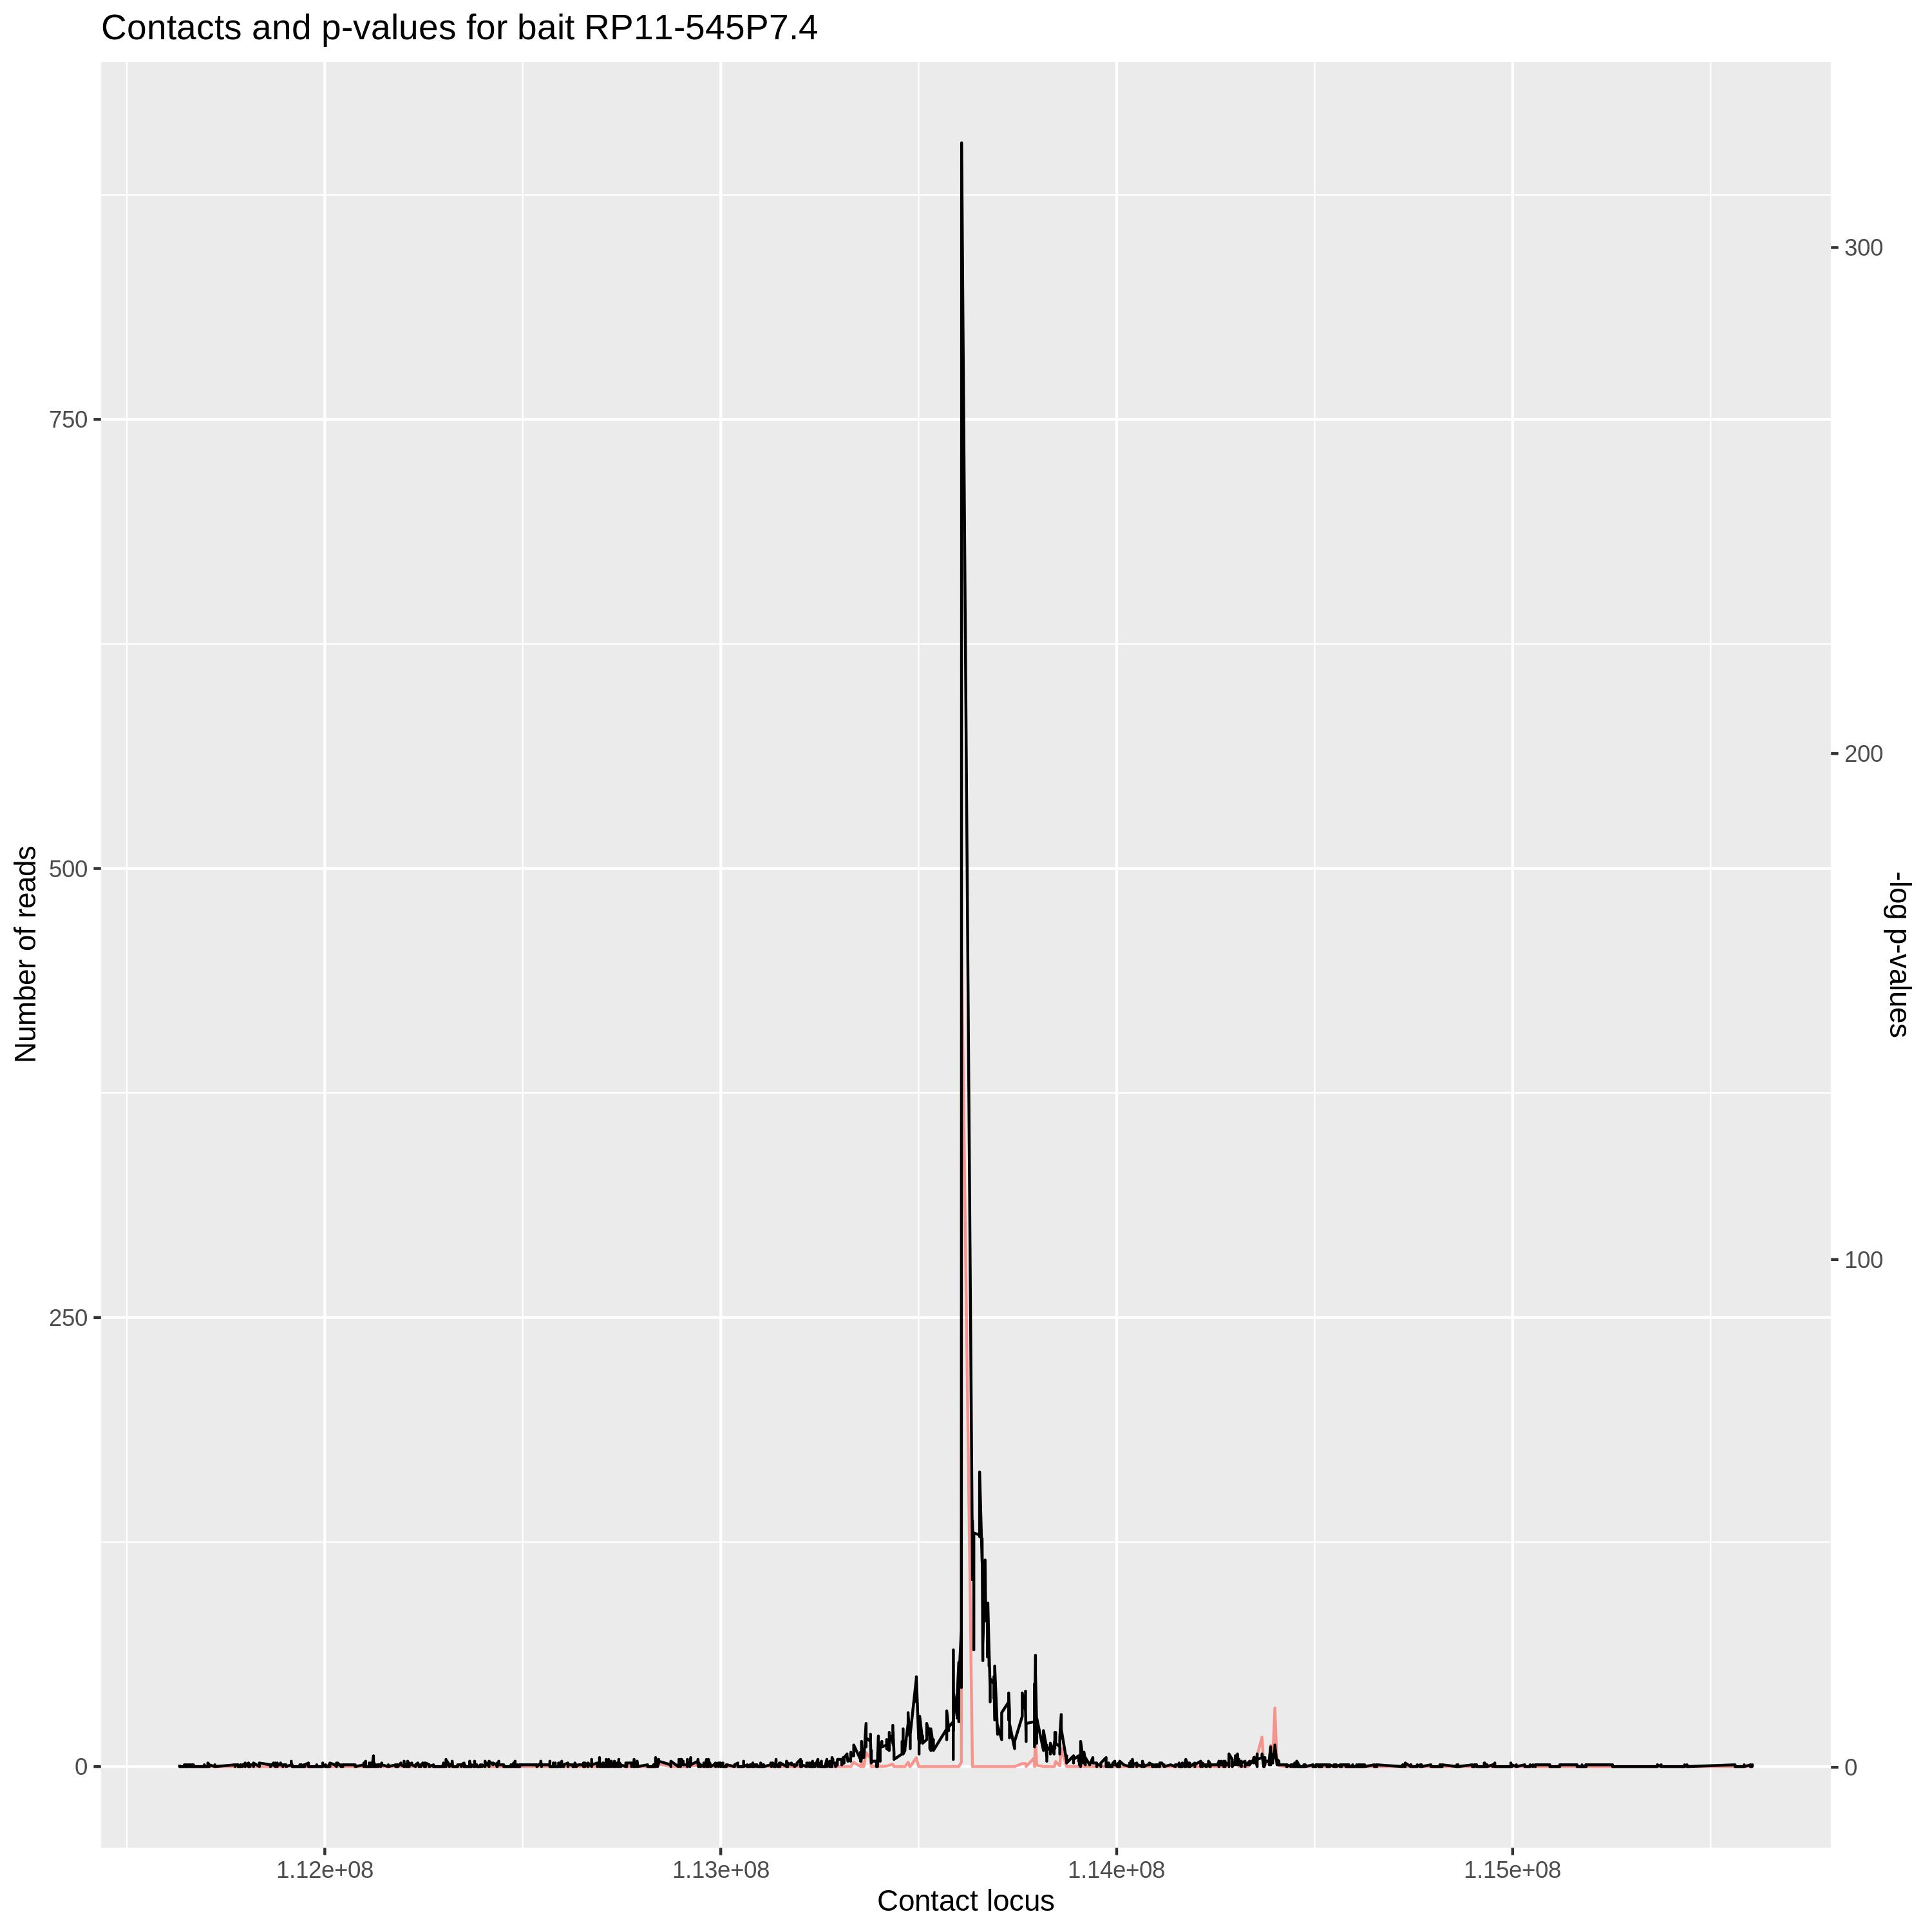 Contacts and p-values for bait RP11-545P7.4
Number of reads
750
500
250
0
300
200
100
0
-log p-values
1.12e+08 1.13e+08 1.14e+08 1.15e+08
Contact locus